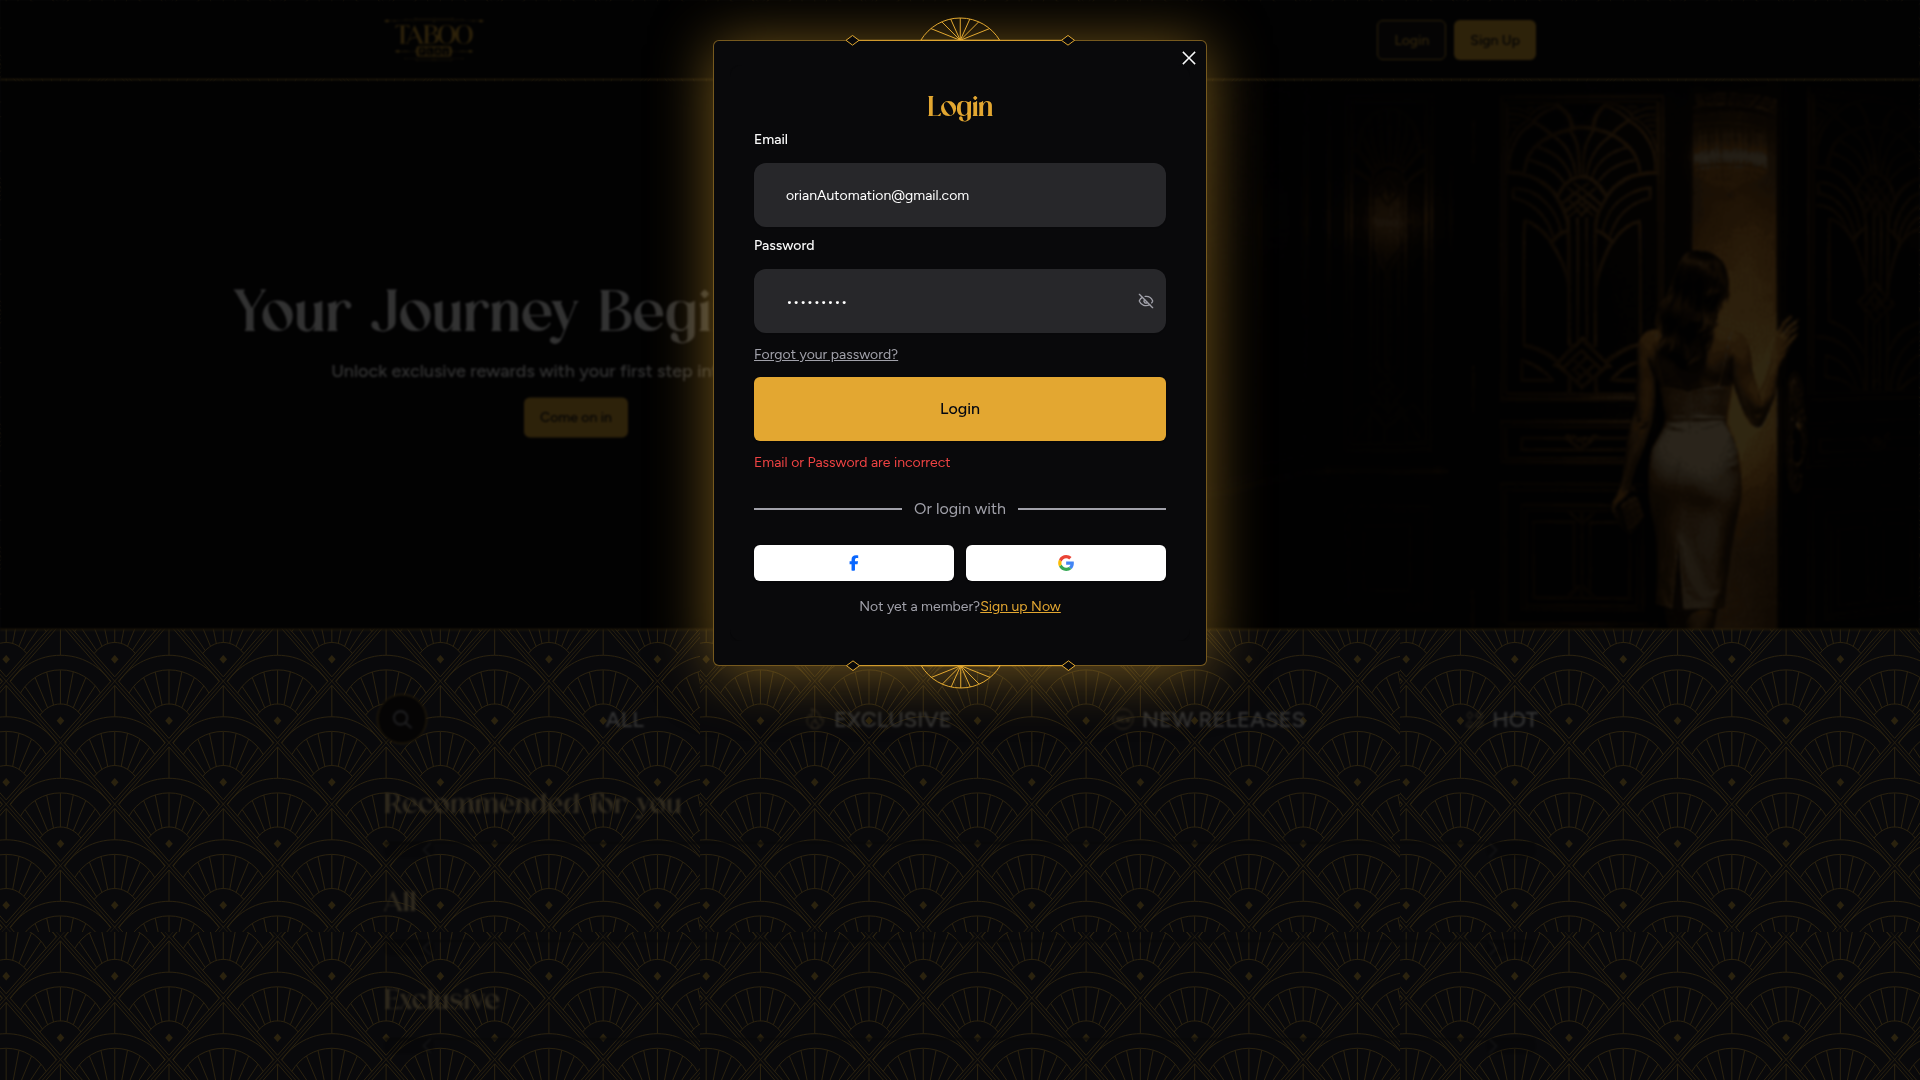 TABOO
Login
Sign Up
Login
Email
orianAutomation@gmail.com
Password
•••••••••
Forgot your password?
Login
Email or Password are incorrect
Or login with
Not yet a member?Sign up Now
Your Journey Begi
Unlock exclusive rewards with your first step in
Come on in
ALL
EXCLUSIVE
NEW RELEASES
HOT
Recommended for you
All
Exclusive